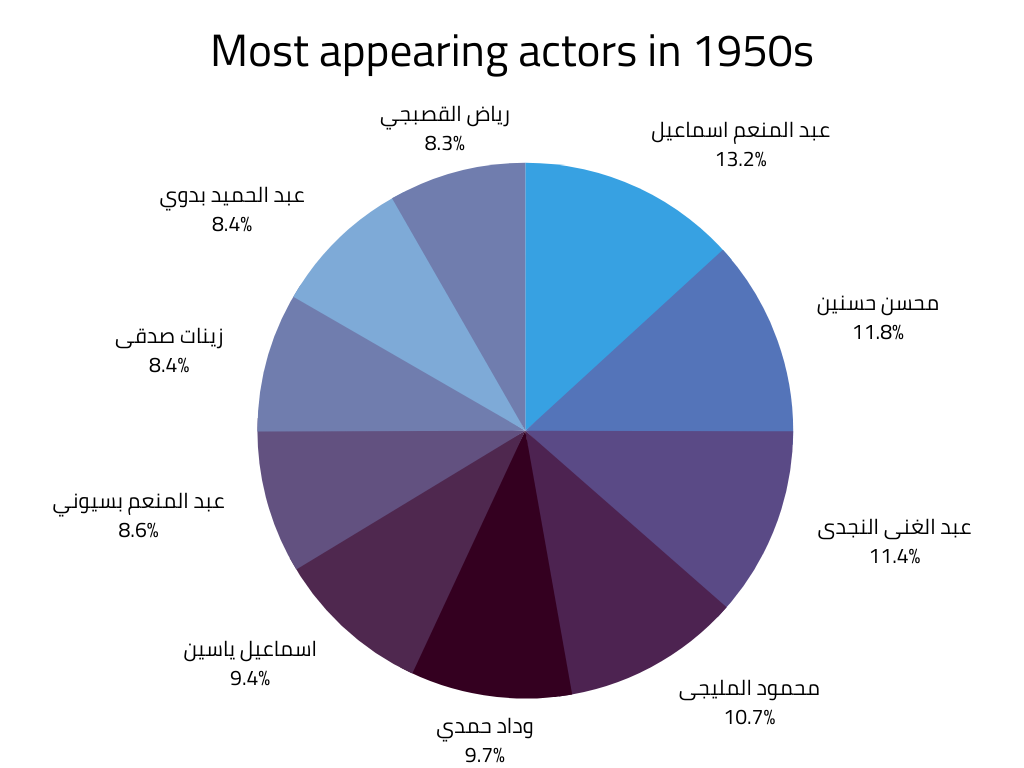 Most appearing actors in 1950s
رياض القصبجي
8.3%
عبد المنعم اسماعيل
13.2%
عبد الحميد بدوي
8.4%
محسن حسنين
11.8%
زينات صدقى
8.4%
عبد المنعم بسيوني
8.6%
عبد الغنى النجدى
11.4%
اسماعيل ياسين
9.4%
محمود المليجى
10.7%
وداد حمدي
9.7%